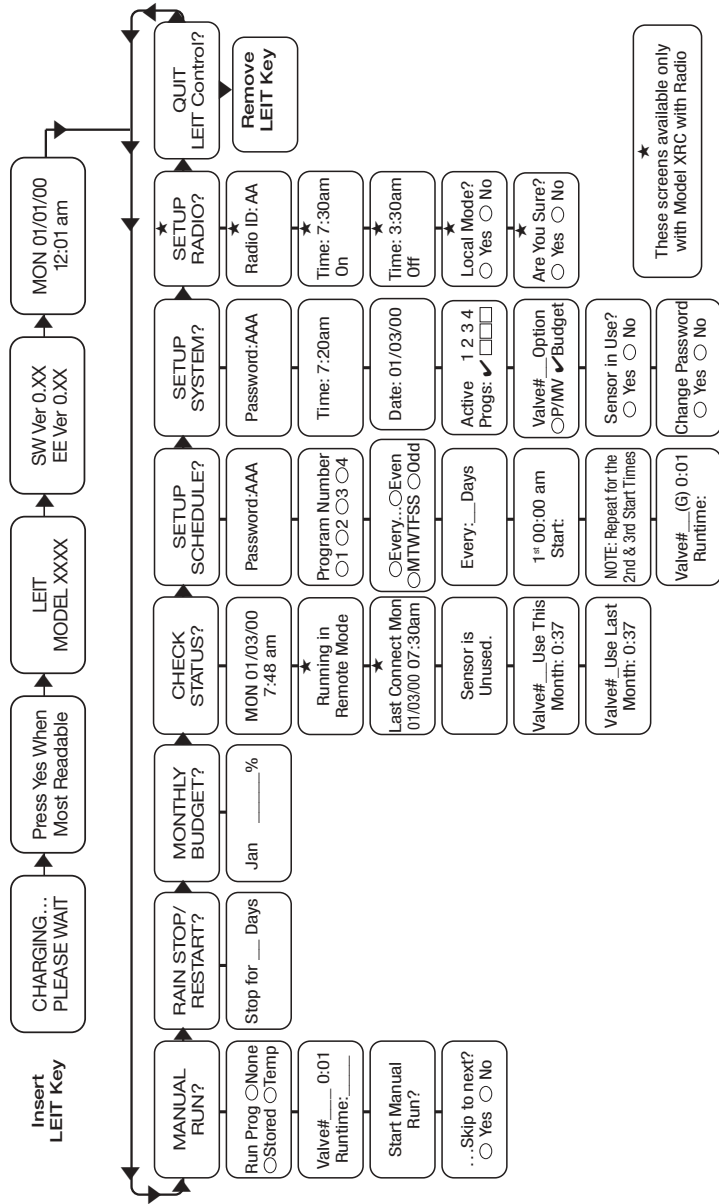 Insert
LEIT Key
CHARGING...
PLEASE WAIT
Press Yes When
Most Readable
LEIT
MODEL XXXX
SW Ver 0.XX
EE Ver 0.XX
MON 01/01/00
12:01 am
MANUAL
RUN?
Run Prog ○None
○Stored ○Temp
Valve#___ 0:01
Runtime:____
Start Manual
Run?
...Skip to next?
○ Yes ○ No
RAIN STOP/
RESTART?
Stop for __ Days
MONTHLY
BUDGET?
Jan _____%
CHECK
STATUS?
MON 01/03/00
7:48 am
★
Running in
Remote Mode
★
Last Connect Mon
01/03/00 07:30am
Sensor is
Unused.
Valve#__Use This
Month: 0:37
Valve#_Use Last
Month: 0:37
SETUP
SCHEDULE?
Password:AAA
Program Number
○1 ○2 ○3 ○4
○Every...○Even
○MTWTFSS ○Odd
Every:__Days
1st 00:00 am
Start:
NOTE: Repeat for the
2nd & 3rd Start Times
Valve#__(G) 0:01
Runtime:
SETUP
SYSTEM?
Password:AAA
Time: 7:20am
Date: 01/03/00
Active 1 2 3 4
Progs: ✔□□□
Valve#__Option
○P/MV ✔Budget
Sensor in Use?
○ Yes ○ No
Change Password
○ Yes ○ No
★
SETUP
RADIO?
★
Radio ID: AA
★
Time: 7:30am
On
★
Time: 3:30am
Off
★
Local Mode?
○ Yes ○ No
★
Are You Sure?
○ Yes ○ No
QUIT
LEIT Control?
Remove
LEIT Key
★
These screens available only
with Model XRC with Radio